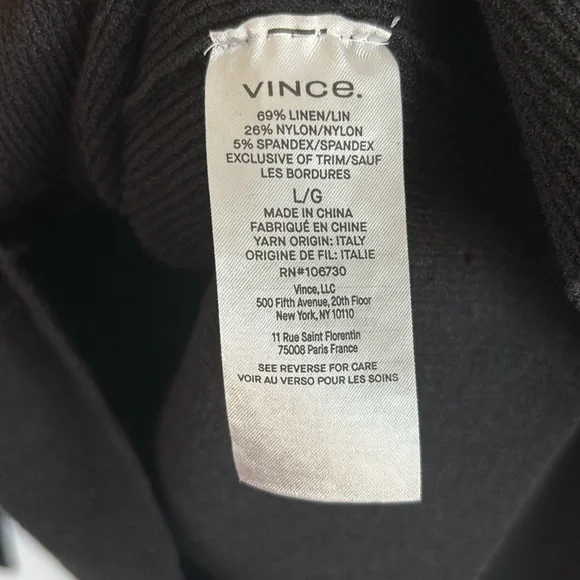 VINCe.
69% LINEN/LIN
26% NYLON/NYLON
5% SPANDEX/SPANDEX
EXCLUSIVE OF TRIM/SAUF
LES BORDURES
L/G
MADE IN CHINA
FABRIQUÉ EN CHINE
YARN ORIGIN: ITALY
ORIGINE DE FIL: ITALIE
RN#106730
Vince, LLC
500 Fifth Avenue, 20th Floor
New York, NY 10110
11 Rue Saint Florentin
75008 Paris France
SEE REVERSE FOR CARE
VOIR AU VERSO POUR LES SOINS